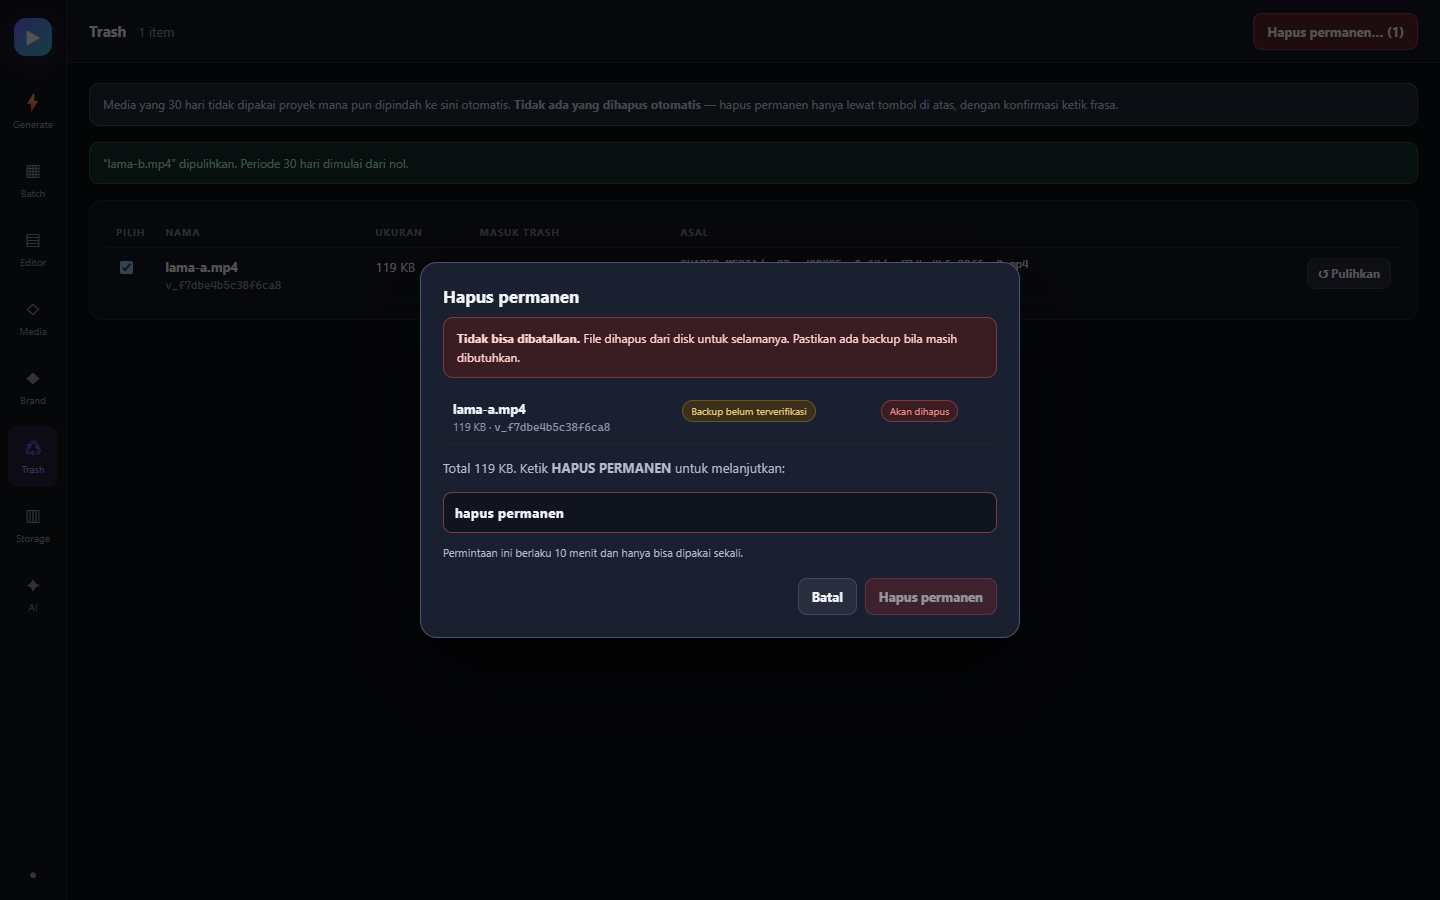 Trash 1 item
Hapus permanen... (1)
Generate
Batch
Editor
Media
Brand
Trash
Storage
AI
Media yang 30 hari tidak dipakai proyek mana pun dipindah ke sini otomatis. Tidak ada yang dihapus otomatis — hapus permanen hanya lewat tombol di atas, dengan konfirmasi ketik frasa.
"lama-b.mp4" dipulihkan. Periode 30 hari dimulai dari nol.
PILIH NAMA UKURAN MASUK TRASH ASAL
lama-a.mp4 119 KB
v_f7dbe4b5c38f6ca8
Pulihkan
Hapus permanen
Tidak bisa dibatalkan. File dihapus dari disk untuk selamanya. Pastikan ada backup bila masih
dibutuhkan.
lama-a.mp4 Backup belum terverifikasi Akan dihapus
119 KB · v_f7dbe4b5c38f6ca8
Total 119 KB. Ketik HAPUS PERMANEN untuk melanjutkan:
hapus permanen
Permintaan ini berlaku 10 menit dan hanya bisa dipakai sekali.
Batal Hapus permanen